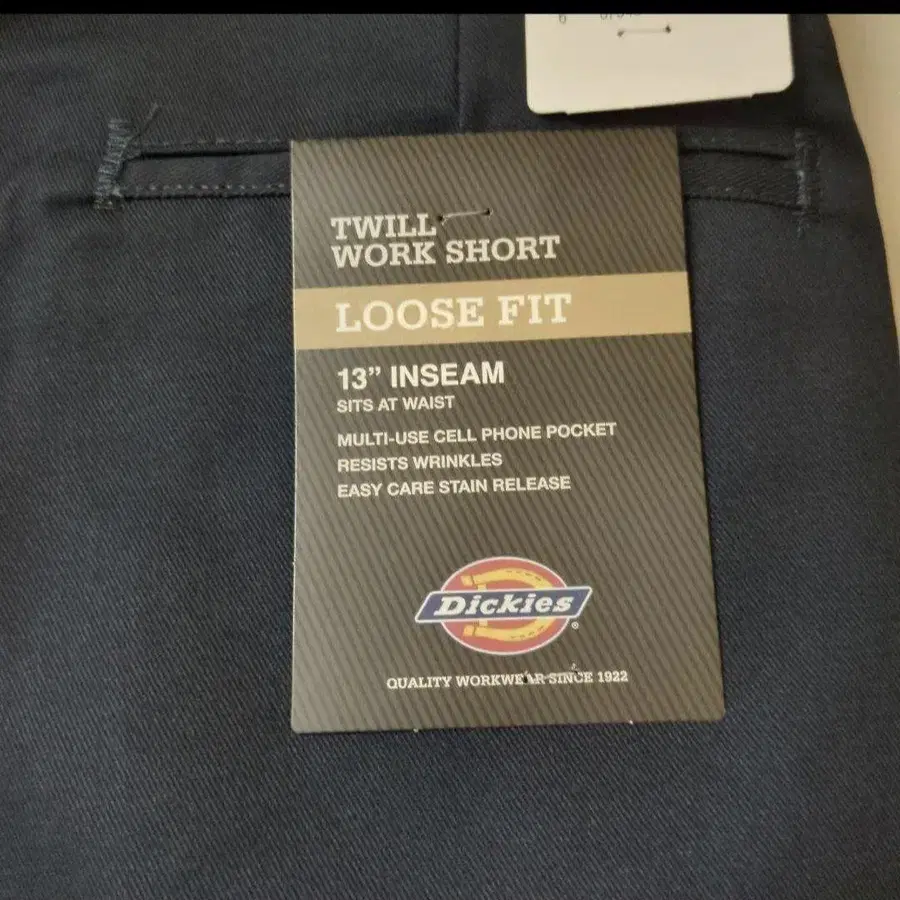 TWILL
WORK SHORT
LOOSE FIT
13” INSEAM
SITS AT WAIST
MULTI-USE CELL PHONE POCKET
RESISTS WRINKLES
EASY CARE STAIN RELEASE
Dickies®
QUALITY WORKWEAR SINCE 1922